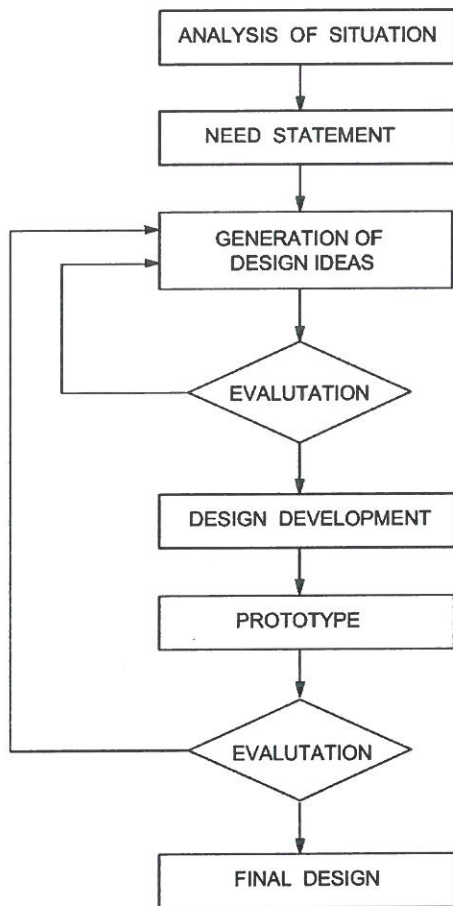 ANALYSIS OF SITUATION
NEED STATEMENT
GENERATION OF
DESIGN IDEAS
EVALUTATION
DESIGN DEVELOPMENT
PROTOTYPE
EVALUTATION
FINAL DESIGN